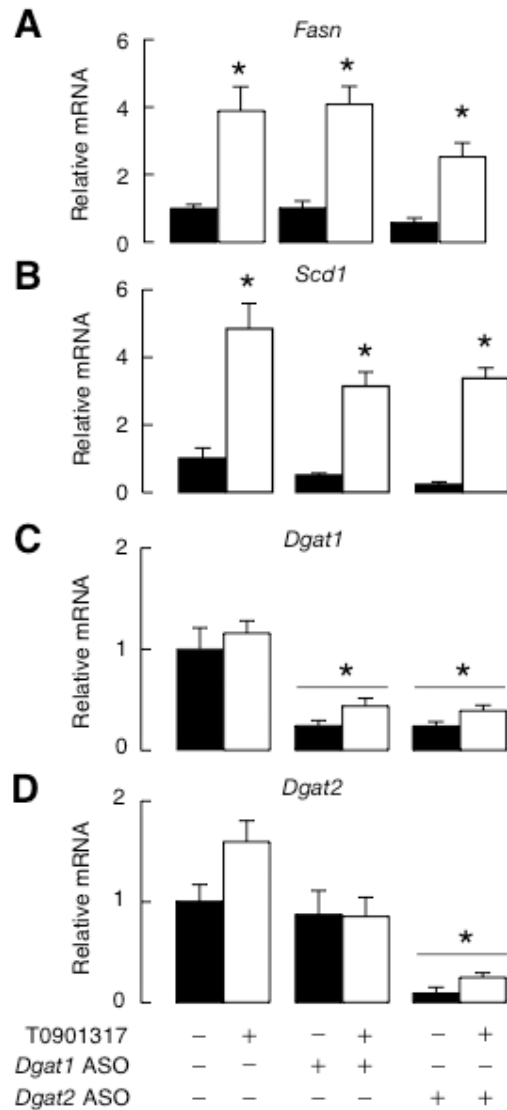 A
Fasn
Relative mRNA
6
4
2
0
* * *
B
Scd1
Relative mRNA
6
4
2
0
* * *
C
Dgat1
Relative mRNA
2
1
0
* *
D
Dgat2
Relative mRNA
2
1
0
*
T0901317 – + – + – +
Dgat1 ASO – – + + – –
Dgat2 ASO – – – – + +